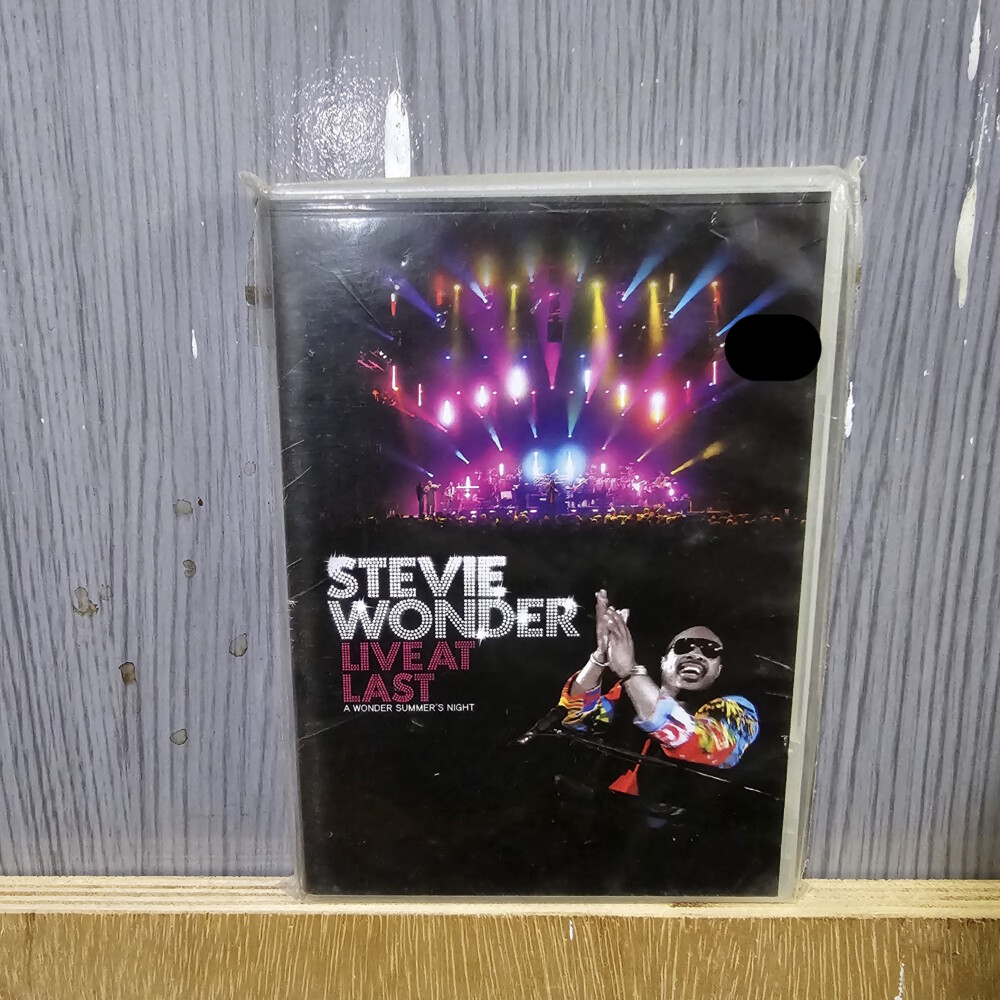 STEVIE
WONDER
LIVE AT
LAST
A WONDER SUMMER'S NIGHT